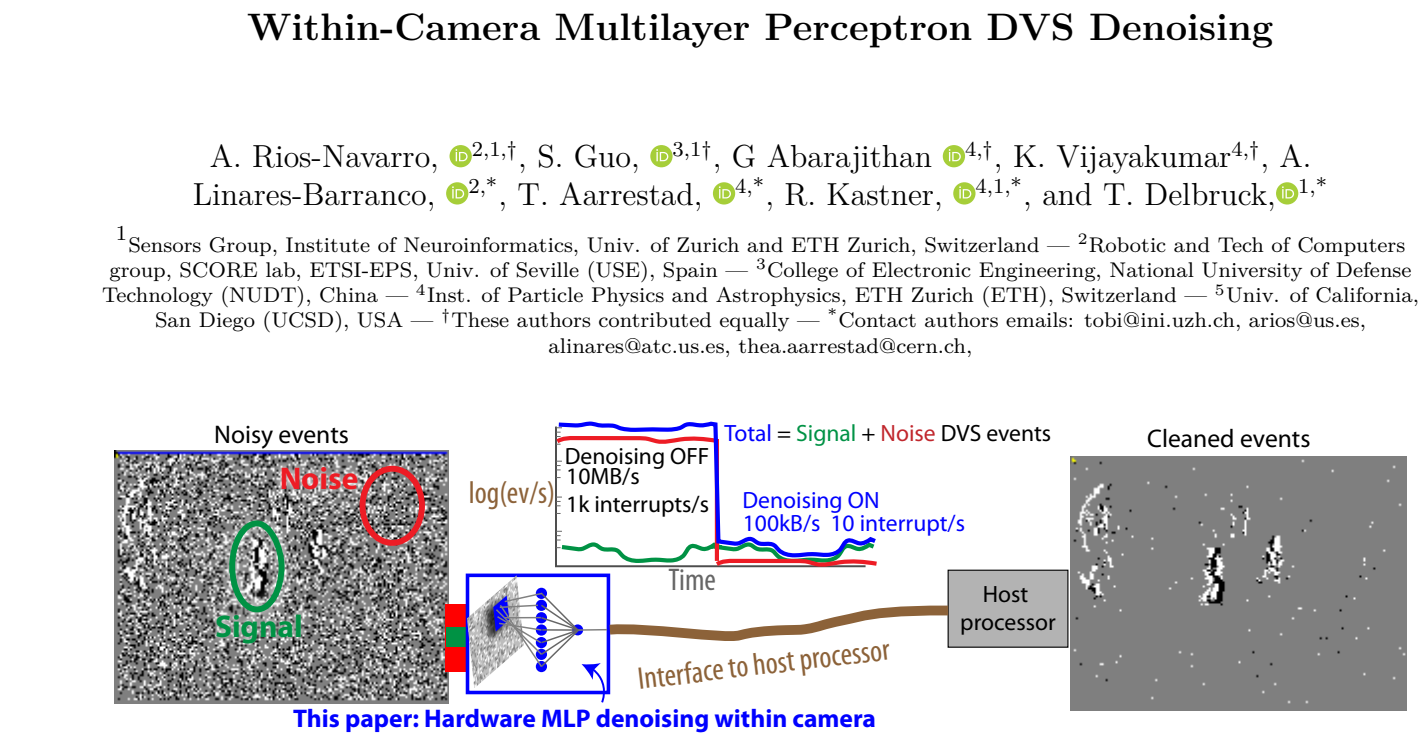 Within-Camera Multilayer Perceptron DVS Denoising
A. Rios-Navarro, iD2,1,†, S. Guo, iD3,1†, G Abarajithan iD4,†, K. Vijayakumar4,†, A.
Linares-Barranco, iD2,*, T. Aarrestad, iD4,*, R. Kastner, iD4,1,*, and T. Delbruck,iD1,*
1Sensors Group, Institute of Neuroinformatics, Univ. of Zurich and ETH Zurich, Switzerland — 2Robotic and Tech of Computers
group, SCORE lab, ETSI-EPS, Univ. of Seville (USE), Spain — 3College of Electronic Engineering, National University of Defense
Technology (NUDT), China — 4Inst. of Particle Physics and Astrophysics, ETH Zurich (ETH), Switzerland — 5Univ. of California,
San Diego (UCSD), USA — †These authors contributed equally — *Contact authors emails: tobi@ini.uzh.ch, arios@us.es,
alinares@atc.us.es, thea.aarrestad@cern.ch,
Noisy events
Noise
Signal
log(ev/s)
Denoising OFF
10MB/s
1k interrupts/s
Total = Signal + Noise DVS events
Denoising ON
100kB/s 10 interrupt/s
Time
Cleaned events
Host
processor
Interface to host processor
This paper: Hardware MLP denoising within camera